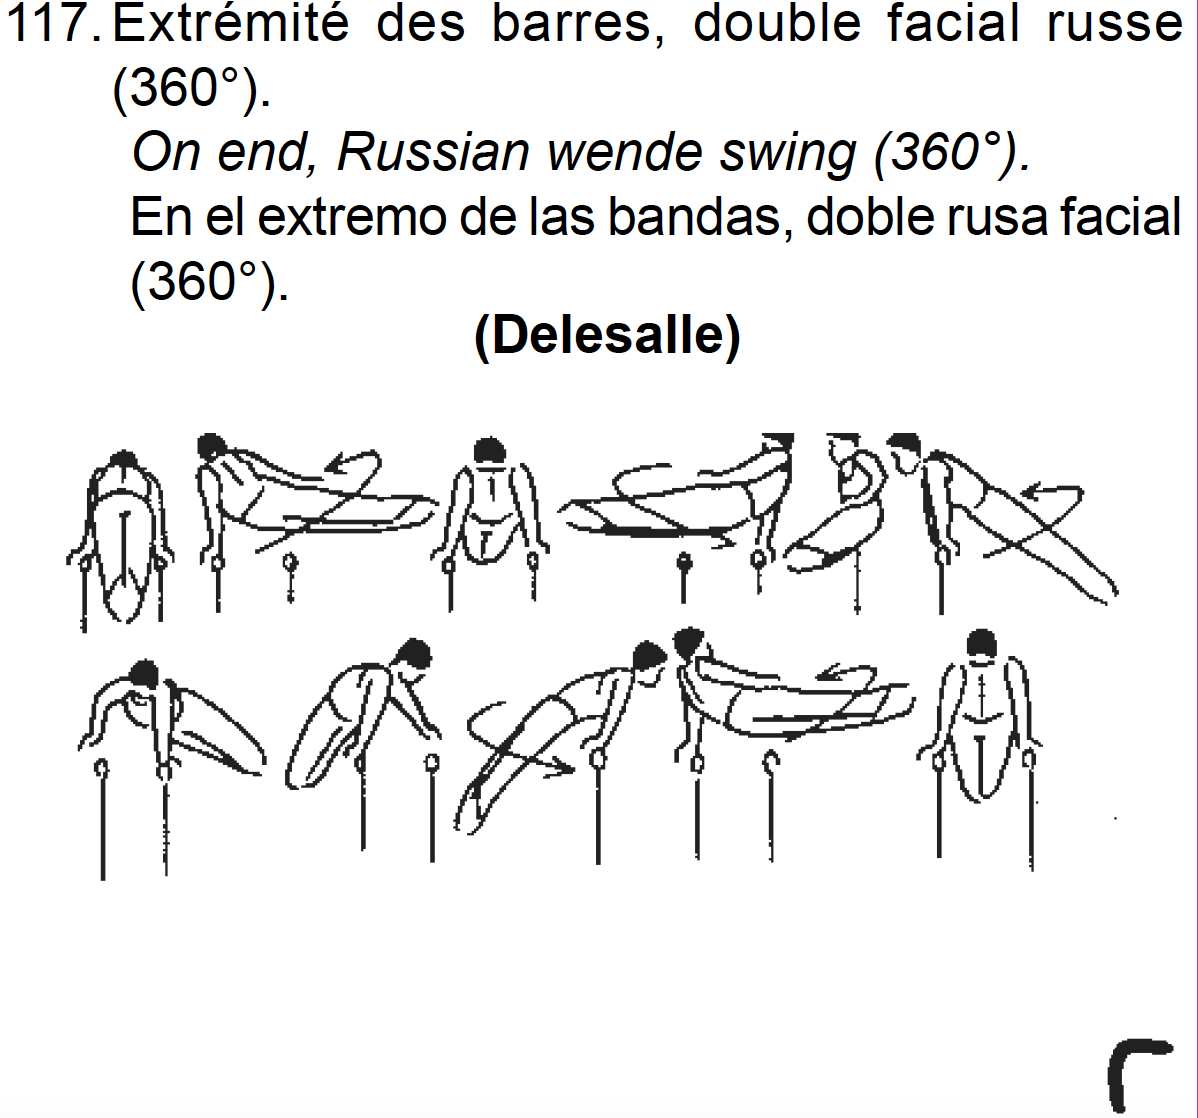 117. Extrémité des barres, double facial russe
(360°).
On end, Russian wende swing (360°).
En el extremo de las bandas, doble rusa facial
(360°).
(Delesalle)